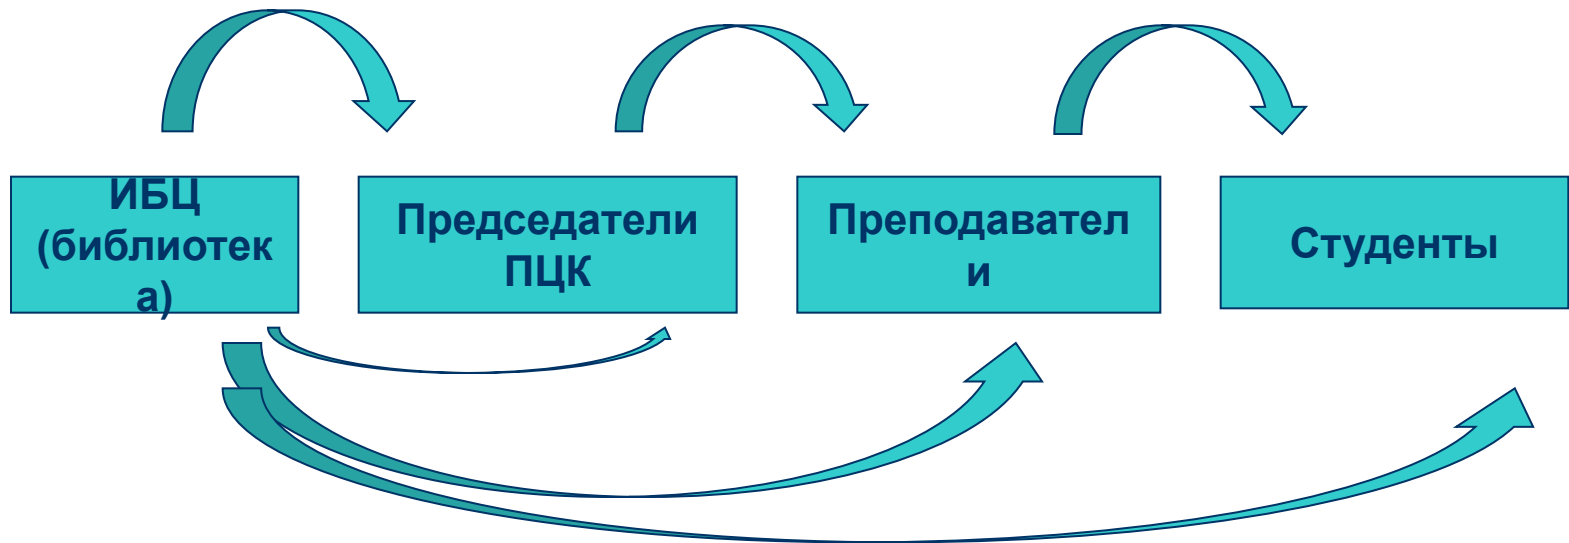 ИБЦ
(библиотек
а)
Председатели
ПЦК
Преподавател
и
Студенты